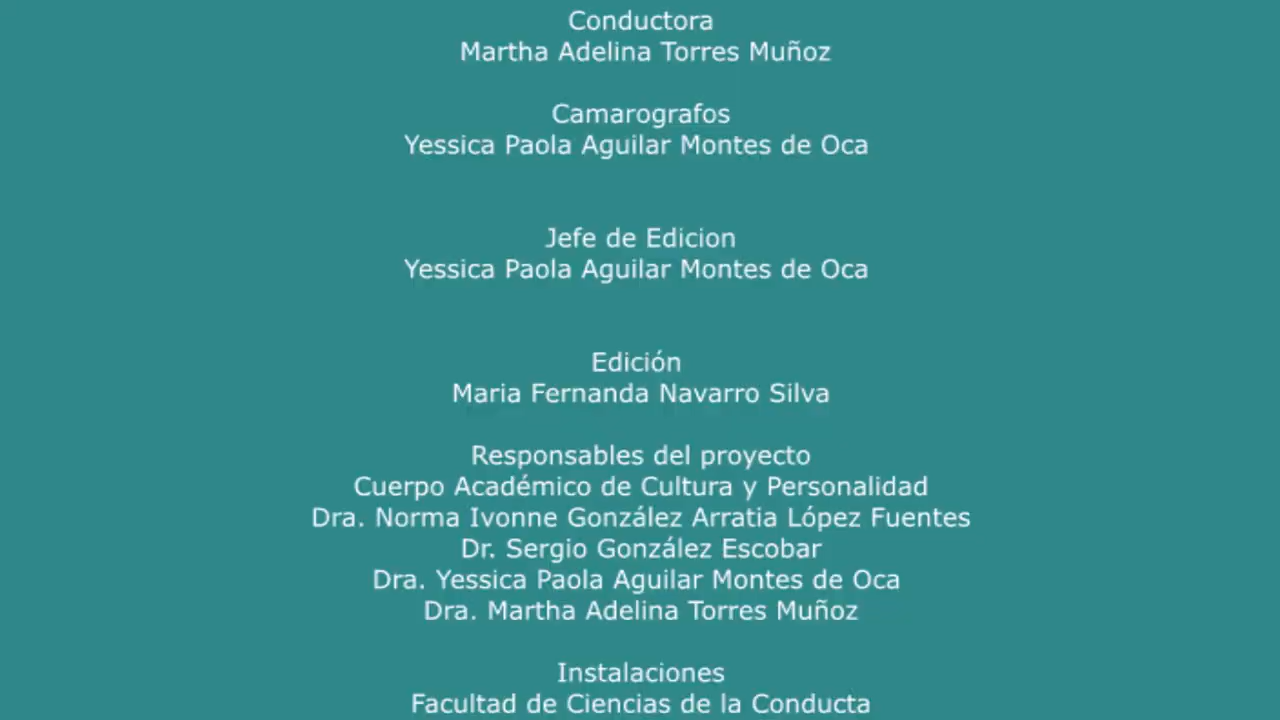 Conductora
Martha Adelina Torres Muñoz
Camarografos
Yessica Paola Aguilar Montes de Oca
Jefe de Edicion
Yessica Paola Aguilar Montes de Oca
Edición
Maria Fernanda Navarro Silva
Responsables del proyecto
Cuerpo Académico de Cultura y Personalidad
Dra. Norma Ivonne González Arratia López Fuentes
Dr. Sergio González Escobar
Dra. Yessica Paola Aguilar Montes de Oca
Dra. Martha Adelina Torres Muñoz
Instalaciones
Facultad de Ciencias de la Conducta